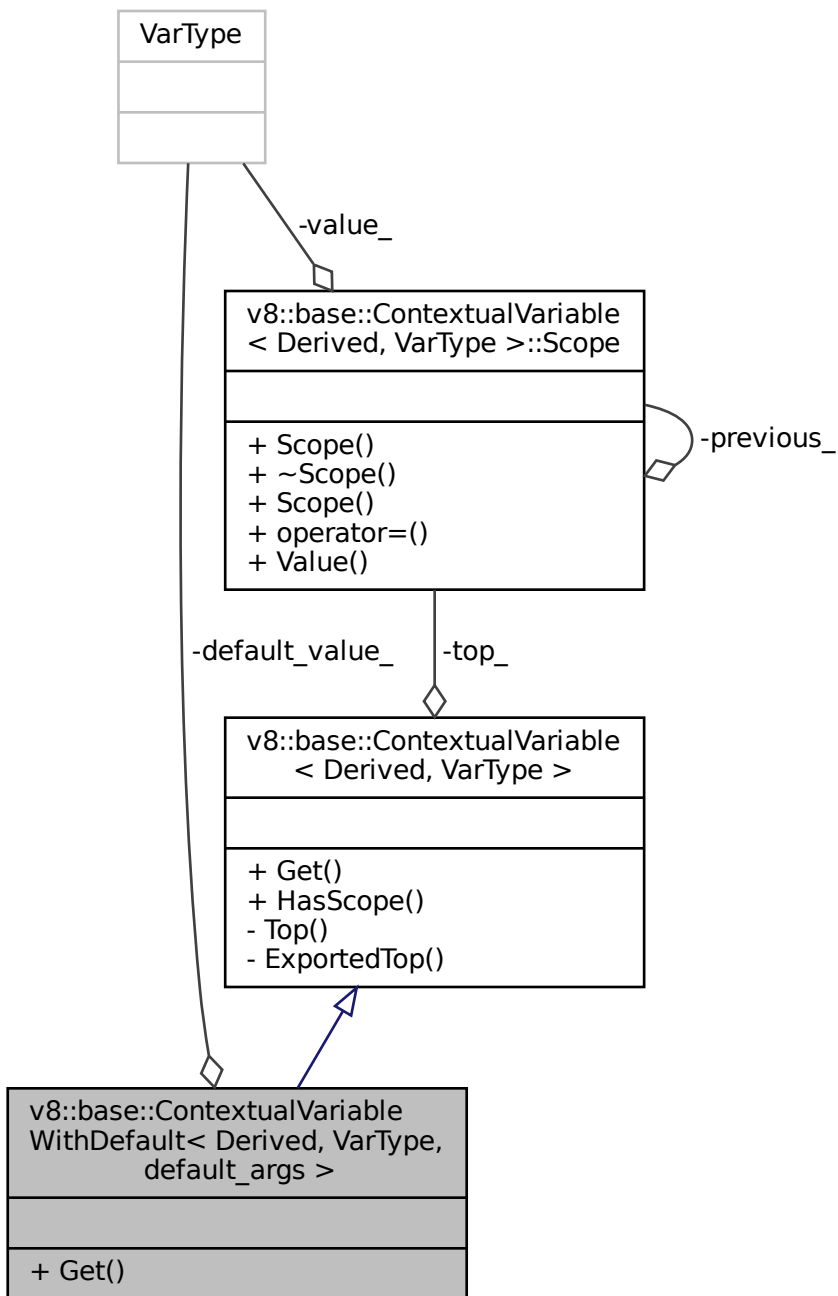 VarType
-value_
v8::base::ContextualVariable
< Derived, VarType >::Scope
+ Scope()
+ ~Scope()
+ Scope()
+ operator=()
+ Value()
-previous_
-default_value_
-top_
v8::base::ContextualVariable
< Derived, VarType >
+ Get()
+ HasScope()
- Top()
- ExportedTop()
v8::base::ContextualVariable
WithDefault< Derived, VarType,
default_args >
+ Get()